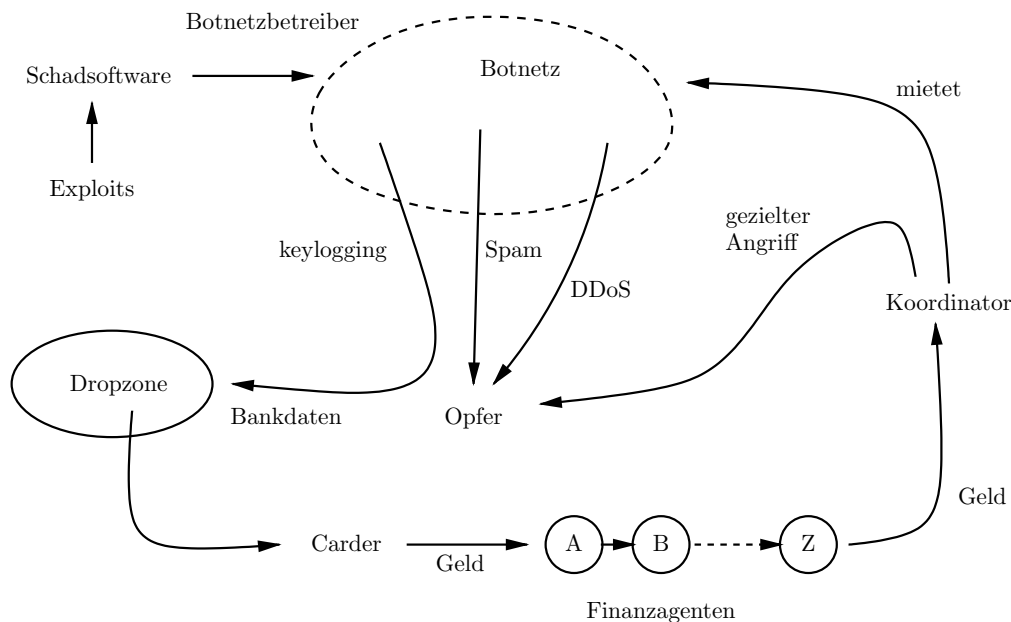 Botnetzbetreiber
Schadsoftware
Botnetz
mietet
Exploits
gezielter
Angriff
keylogging
Spam
DDoS
Koordinator
Dropzone
Bankdaten
Opfer
Geld
Carder
A
B
Z
Geld
Finanzagenten